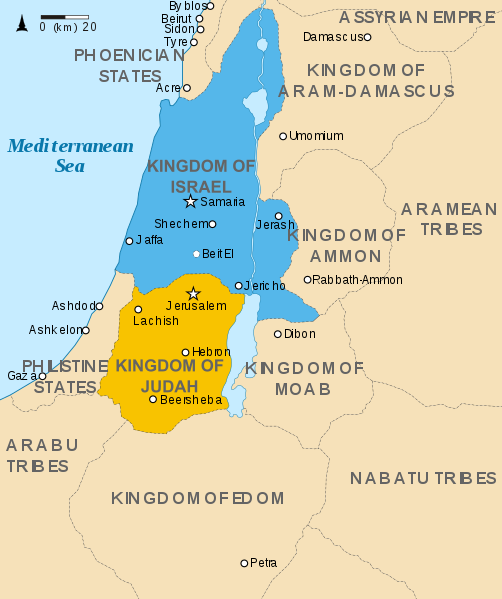 Byblos
0 (km) 20
Beirut
ASSYRIAN EMPIRE
Sidon
Damascus
Tyre
PHOENICIAN
STATES
KINGDOM OF
ARAM-DAMASCUS
Acre
Umomium
Mediterranean
Sea
KINGDOM OF
ISRAEL
Samaria
ARAMEAN
TRIBES
Shechem
Jerash
Jaffa
KINGDOM OF
AMMON
Beit El
Jericho
Rabbath-Ammon
Jerusalem
Ashdod
Lachish
Ashkelon
Dibon
Hebron
PHILISTINE
STATES
Gaza
KINGDOM OF
JUDAH
KINGDOM OF
MOAB
Beersheba
ARABU
TRIBES
NABATU TRIBES
KINGDOM OF EDOM
Petra